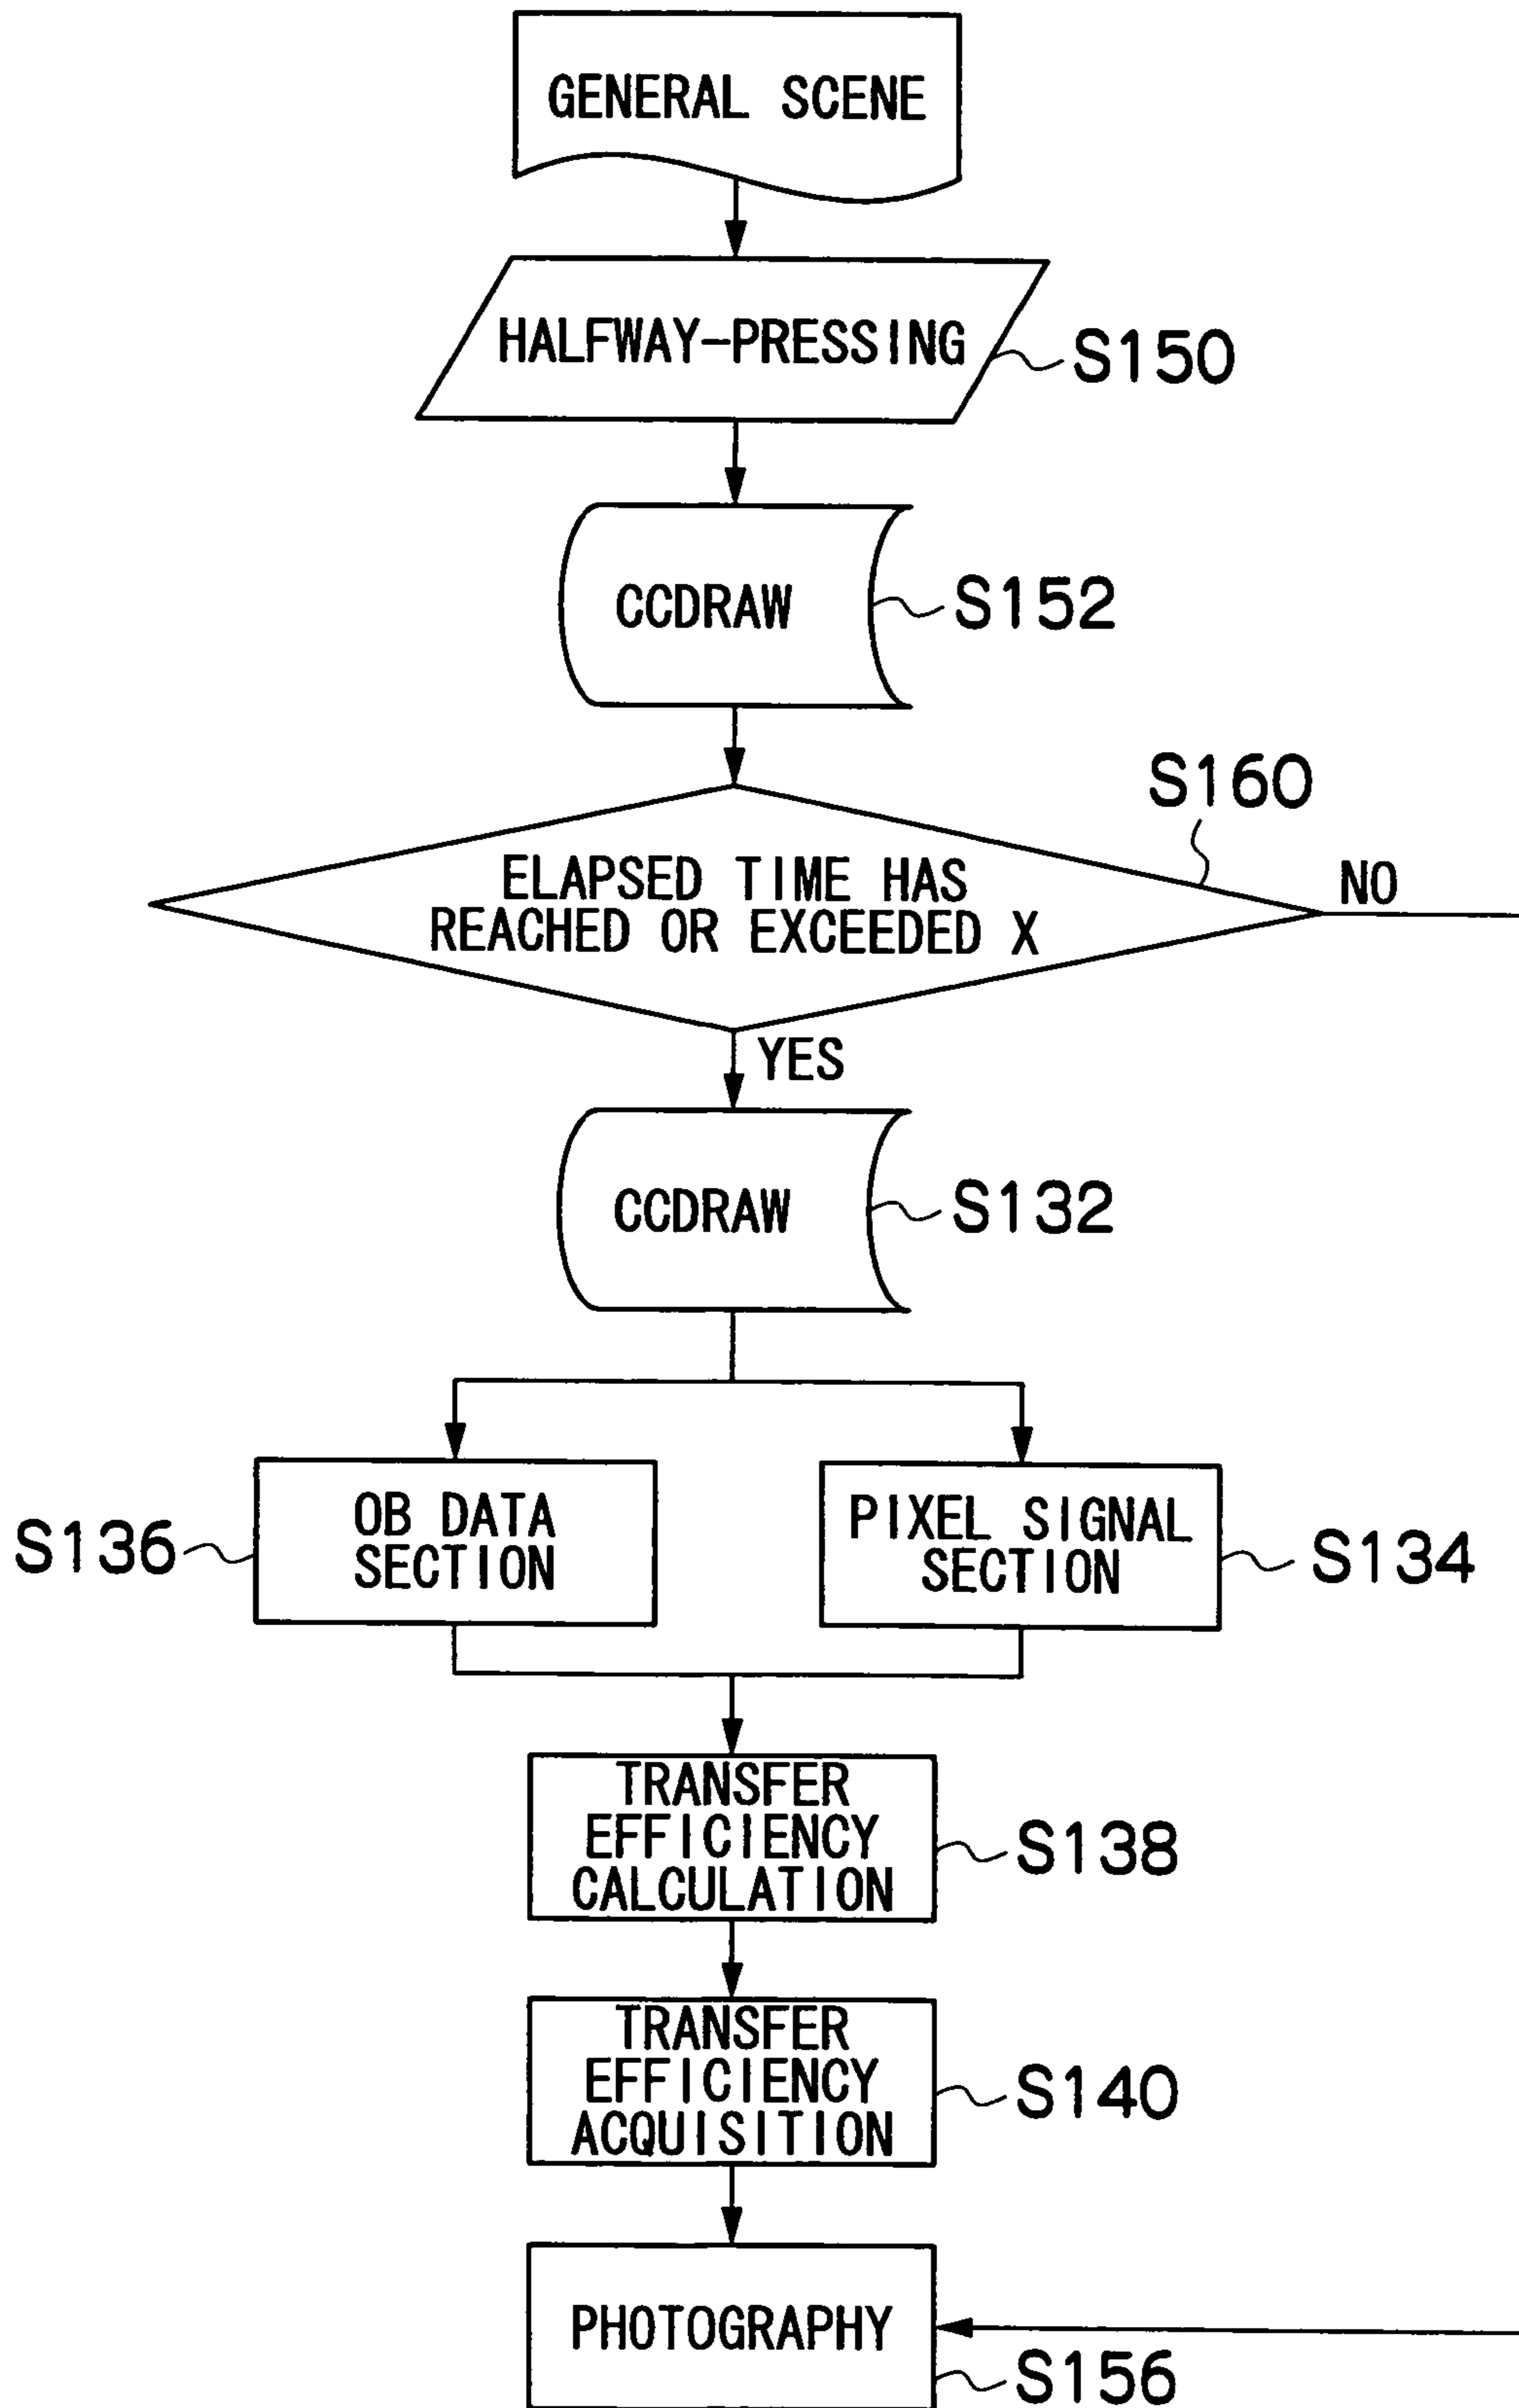 GENERAL SCENE
HALFWAY-PRESSING
S150
CCDRAW
S152
S160
ELAPSED TIME HAS
REACHED OR EXCEEDED X
NO
YES
CCDRAW
S132
OB DATA
SECTION
S136
PIXEL SIGNAL
SECTION
S134
TRANSFER
EFFICIENCY
CALCULATION
S138
TRANSFER
EFFICIENCY
ACQUISITION
S140
PHOTOGRAPHY
S156